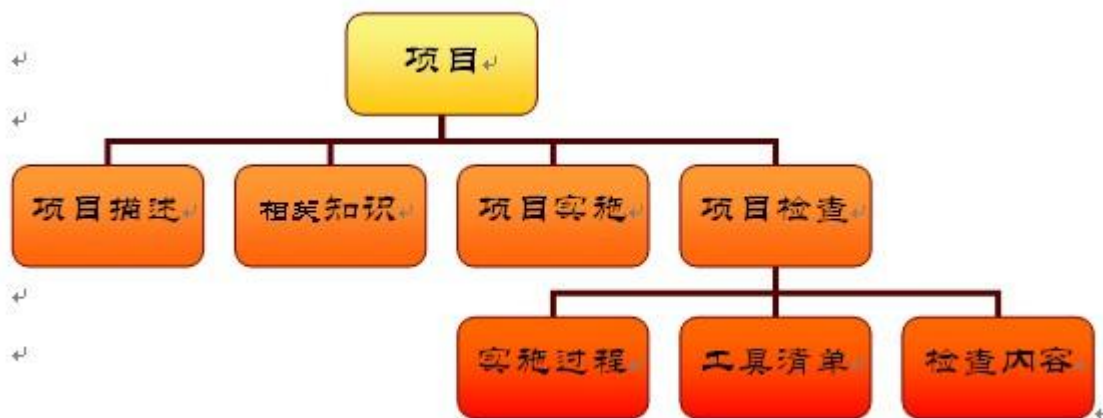 项目
项目描述
相关知识
项目实施
项目检查
实施过程
工具清单
检查内容